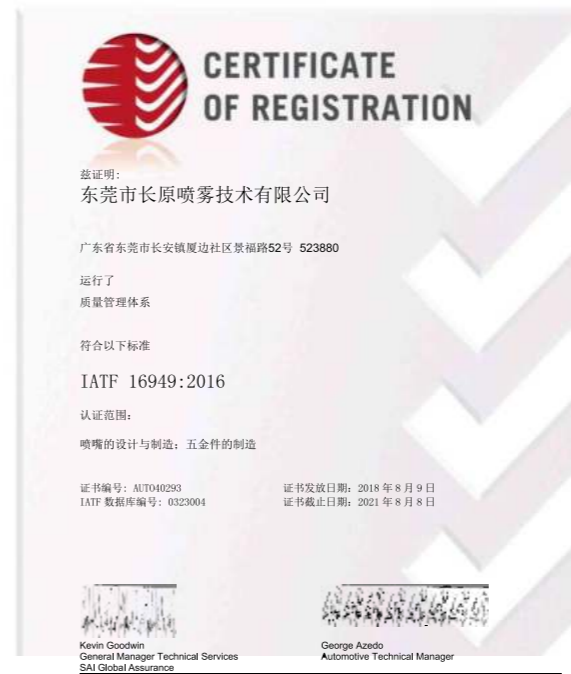 CERTIFICATE
OF REGISTRATION
兹证明:
东莞市长原喷雾技术有限公司
广东省东莞市长安镇厦边社区景福路52号 523880
运行了
质量管理体系
符合以下标准
IATF 16949:2016
认证范围:
喷嘴的设计与制造; 五金件的制造
证书编号: AUTO40293 证书发放日期: 2018 年 8 月 9 日
IATF 数据库编号: 0323004 证书截止日期: 2021 年 8 月 8 日
Kevin Goodwin George Azedo
General Manager Technical Services Automotive Technical Manager
SAI Global Assurance